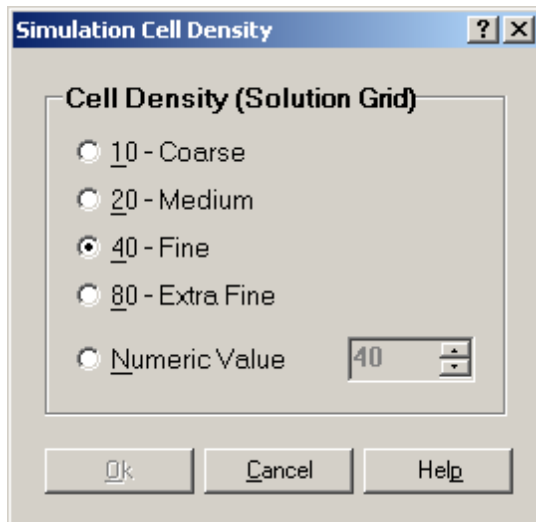 Simulation Cell Density
Cell Density (Solution Grid)
10 - Coarse
20 - Medium
40 - Fine
80 - Extra Fine
Numeric Value 40
Ok Cancel Help